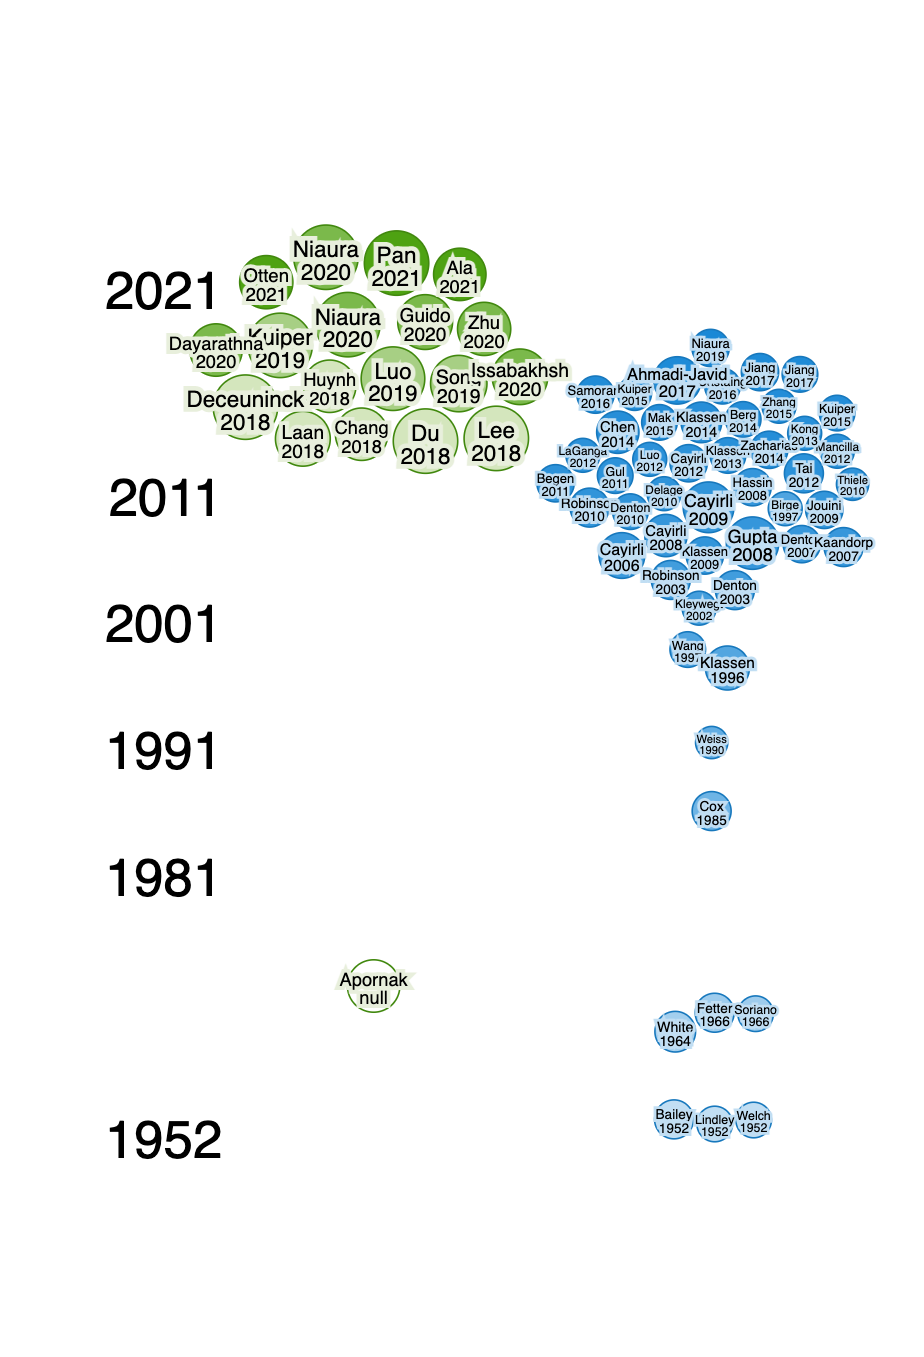 2021
2011
2001
1991
1981
1952
Niaura
2020
Pan
2021
Otten
2021
Ala
2021
Niaura
2020
Guido
2020
Zhu
2020
Dayarathna
2020
Kuiper
2019
Luo
2019
Song
2019
Issabakhsh
2020
Huynh
2018
Deceuninck
2018
Laan
2018
Chang
2018
Du
2018
Lee
2018
Apornak
null
Niaura
2019
Ahmadi-Javid
2017
Jiang
2017
Jiang
2017
Samorani
2016
Kuiper
2015
2016
Zhang
2015
Kuiper
2015
Chen
2014
Mak
2015
Klassen
2014
Berg
2014
Kong
2013
LaGanga
2012
Luo
2012
Cayirli
2012
Klassen
2013
Zacharias
2014
Mancilla
2012
Begen
2011
Gul
2011
Tai
2012
Thiele
2010
Hassin
2008
Delage
2010
Robinson
2010
Denton
2010
Cayirli
2009
Birge
1997
Jouini
2009
Cayirli
2008
Gupta
2008
Denton
2007
Kaandorp
2007
Cayirli
2006
Klassen
2009
Robinson
2003
Denton
2003
Kleywegt
2002
Wang
1997
Klassen
1996
Weiss
1990
Cox
1985
Fetter
1966
Soriano
1966
White
1964
Bailey
1952
Lindley
1952
Welch
1952